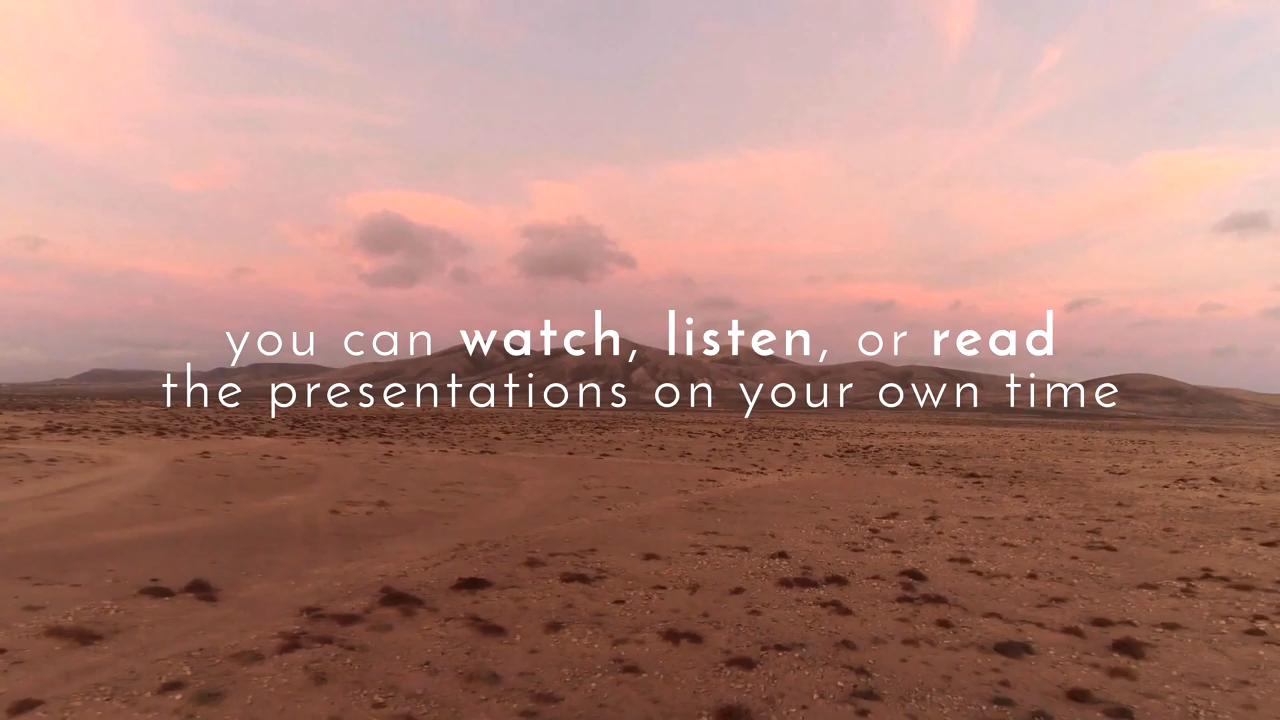 you can watch, listen, or read
the presentations on your own time